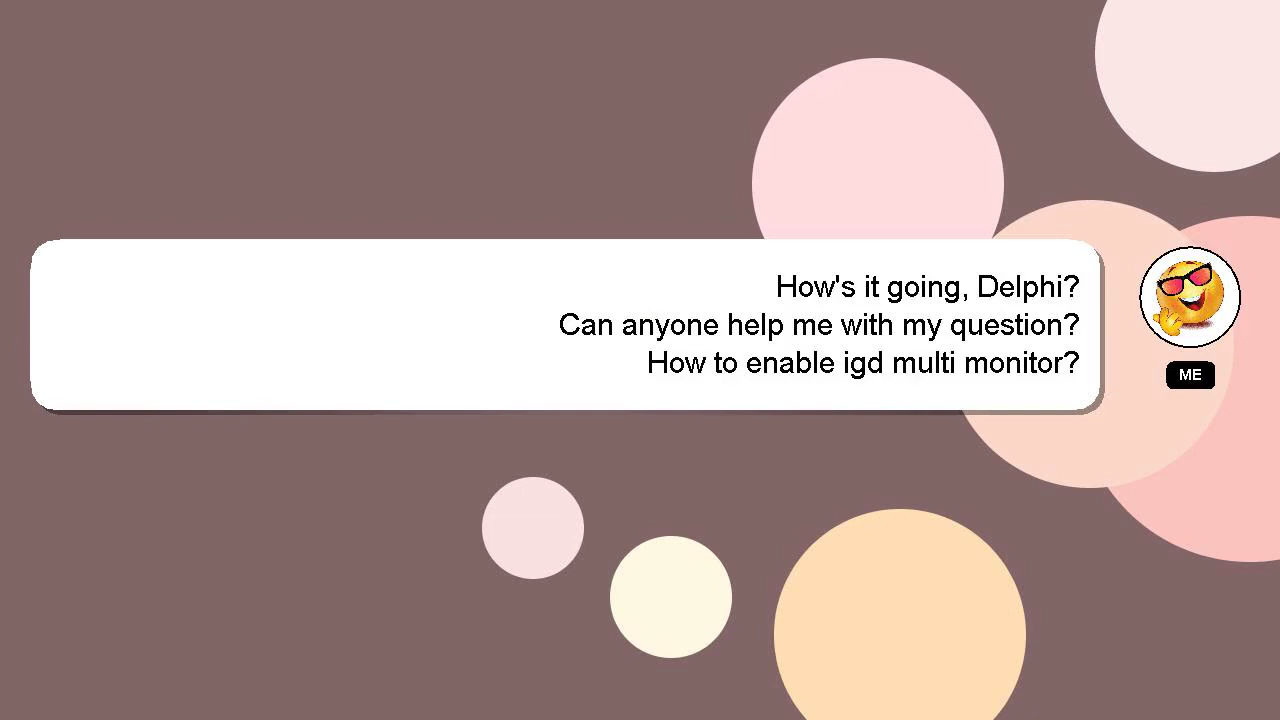 How's it going, Delphi?
Can anyone help me with my question?
How to enable igd multi monitor?
ME